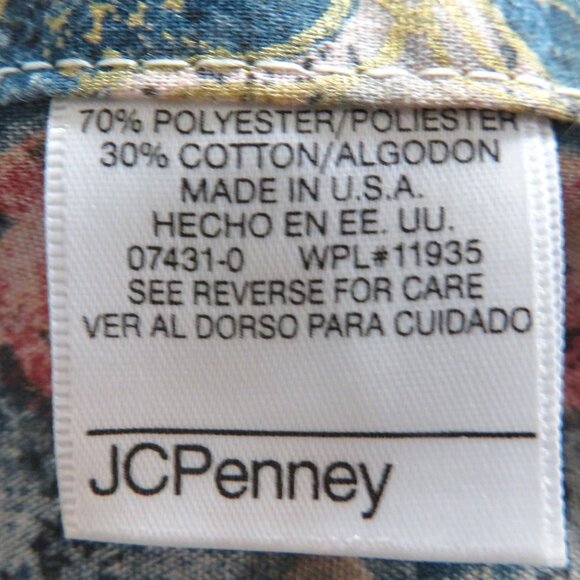 70% POLYESTER/POLIESTER
30% COTTON/ALGODON
MADE IN U.S.A.
HECHO EN EE. UU.
07431-0 WPL#11935
SEE REVERSE FOR CARE
VER AL DORSO PARA CUIDADO
JCPenney